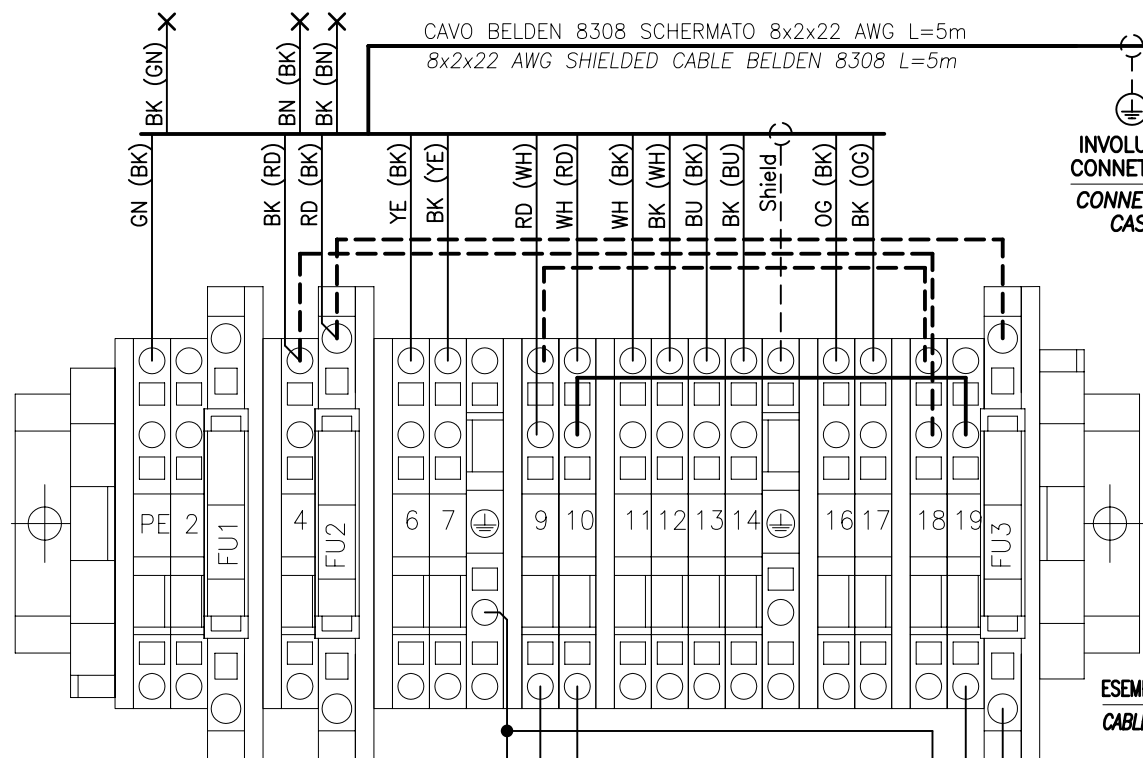 CAVO BELDEN 8308 SCHERMATO 8x2x22 AWG L=5m
8x2x22 AWG SHIELDED CABLE BELDEN 8308 L=5m
BK (GN)
BN (BK)
BK (BN)
GN (BK)
BK (RD)
RD (BK)
YE (BK)
BK (YE)
RD (WH)
WH (RD)
WH (BK)
BK (WH)
BU (BK)
BK (BU)
Shield
OG (BK)
BK (OG)
INVOLU
CONNET
CONNE
CAS
PE
2
FU1
4
FU2
6
7
9
10
11
12
13
14
16
17
18
19
FU3
ESEM
CABL